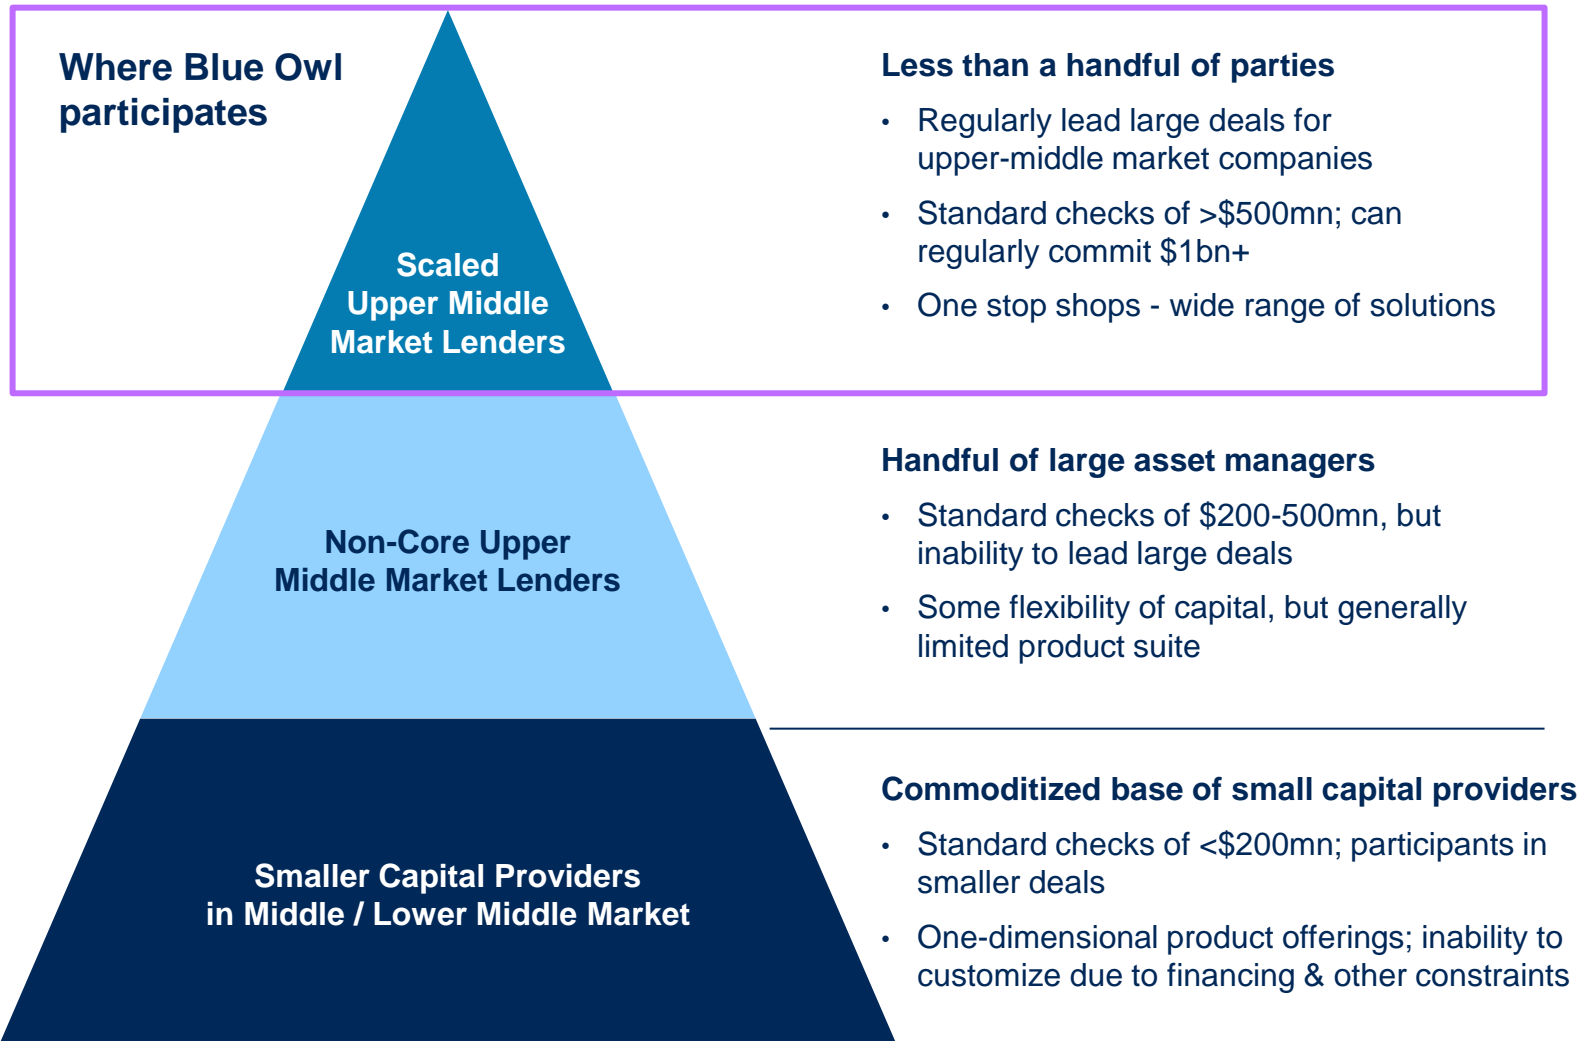 Where Blue Owl
participates
Scaled
Upper Middle
Market Lenders
Less than a handful of parties
• Regularly lead large deals for
upper-middle market companies
• Standard checks of >$500mn; can
regularly commit $1bn+
• One stop shops - wide range of solutions
Non-Core Upper
Middle Market Lenders
Handful of large asset managers
• Standard checks of $200-500mn, but
inability to lead large deals
• Some flexibility of capital, but generally
limited product suite
Smaller Capital Providers
in Middle / Lower Middle Market
Commoditized base of small capital providers
• Standard checks of <$200mn; participants in
smaller deals
• One-dimensional product offerings; inability to
customize due to financing & other constraints